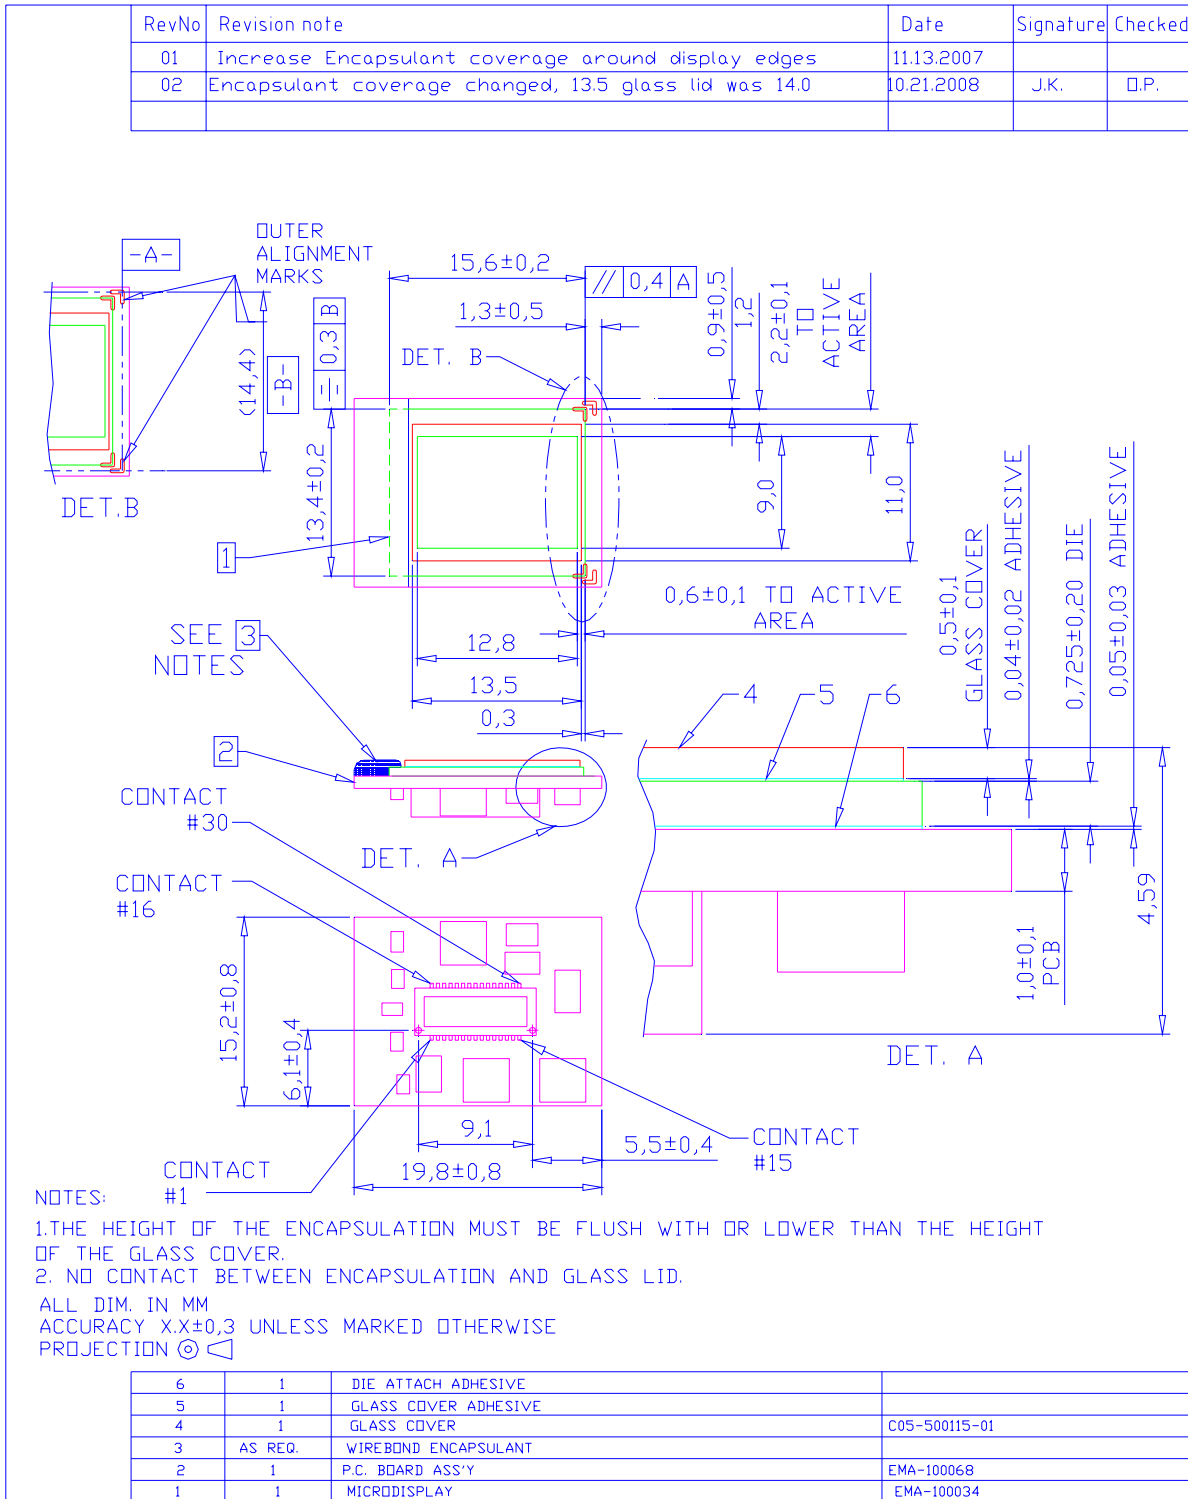 RevNo Revision note Date Signature Checked
01 Increase Encapsulant coverage around display edges 11.13.2007
02 Encapsulant coverage changed, 13.5 glass lid was 14.0 10.21.2008 J.K. O.P.
OUTER
ALIGNMENT
MARKS
-A-
(14,4)
-B-
DET.B
15,6±0,2
// 0,4 A
1,3±0,5
= 0,3 B
DET. B
0,9±0,5
1,2
2,2±0,1
TO
ACTIVE
AREA
13,4±0,2
9,0
11,0
1
0,6±0,1 TO ACTIVE
AREA
12,8
13,5
0,3
SEE 3
NOTES
2
CONTACT
#30
DET. A
CONTACT
#16
4
5
6
0,5±0,1
GLASS COVER
0,04±0,02 ADHESIVE
0,725±0,20 DIE
0,05±0,03 ADHESIVE
4,59
1,0±0,1
PCB
DET. A
15,2±0,8
6,1±0,4
9,1
5,5±0,4
19,8±0,8
CONTACT
#15
CONTACT
#1
NOTES:
1.THE HEIGHT OF THE ENCAPSULATION MUST BE FLUSH WITH OR LOWER THAN THE HEIGHT
OF THE GLASS COVER.
2. NO CONTACT BETWEEN ENCAPSULATION AND GLASS LID.
ALL DIM. IN MM
ACCURACY X.X±0,3 UNLESS MARKED OTHERWISE
PROJECTION
6 1 DIE ATTACH ADHESIVE
5 1 GLASS COVER ADHESIVE
4 1 GLASS COVER C05-500115-01
3 AS REQ. WIREBOND ENCAPSULANT
2 1 P.C. BOARD ASS'Y EMA-100068
1 1 MICRODISPLAY EMA-100034